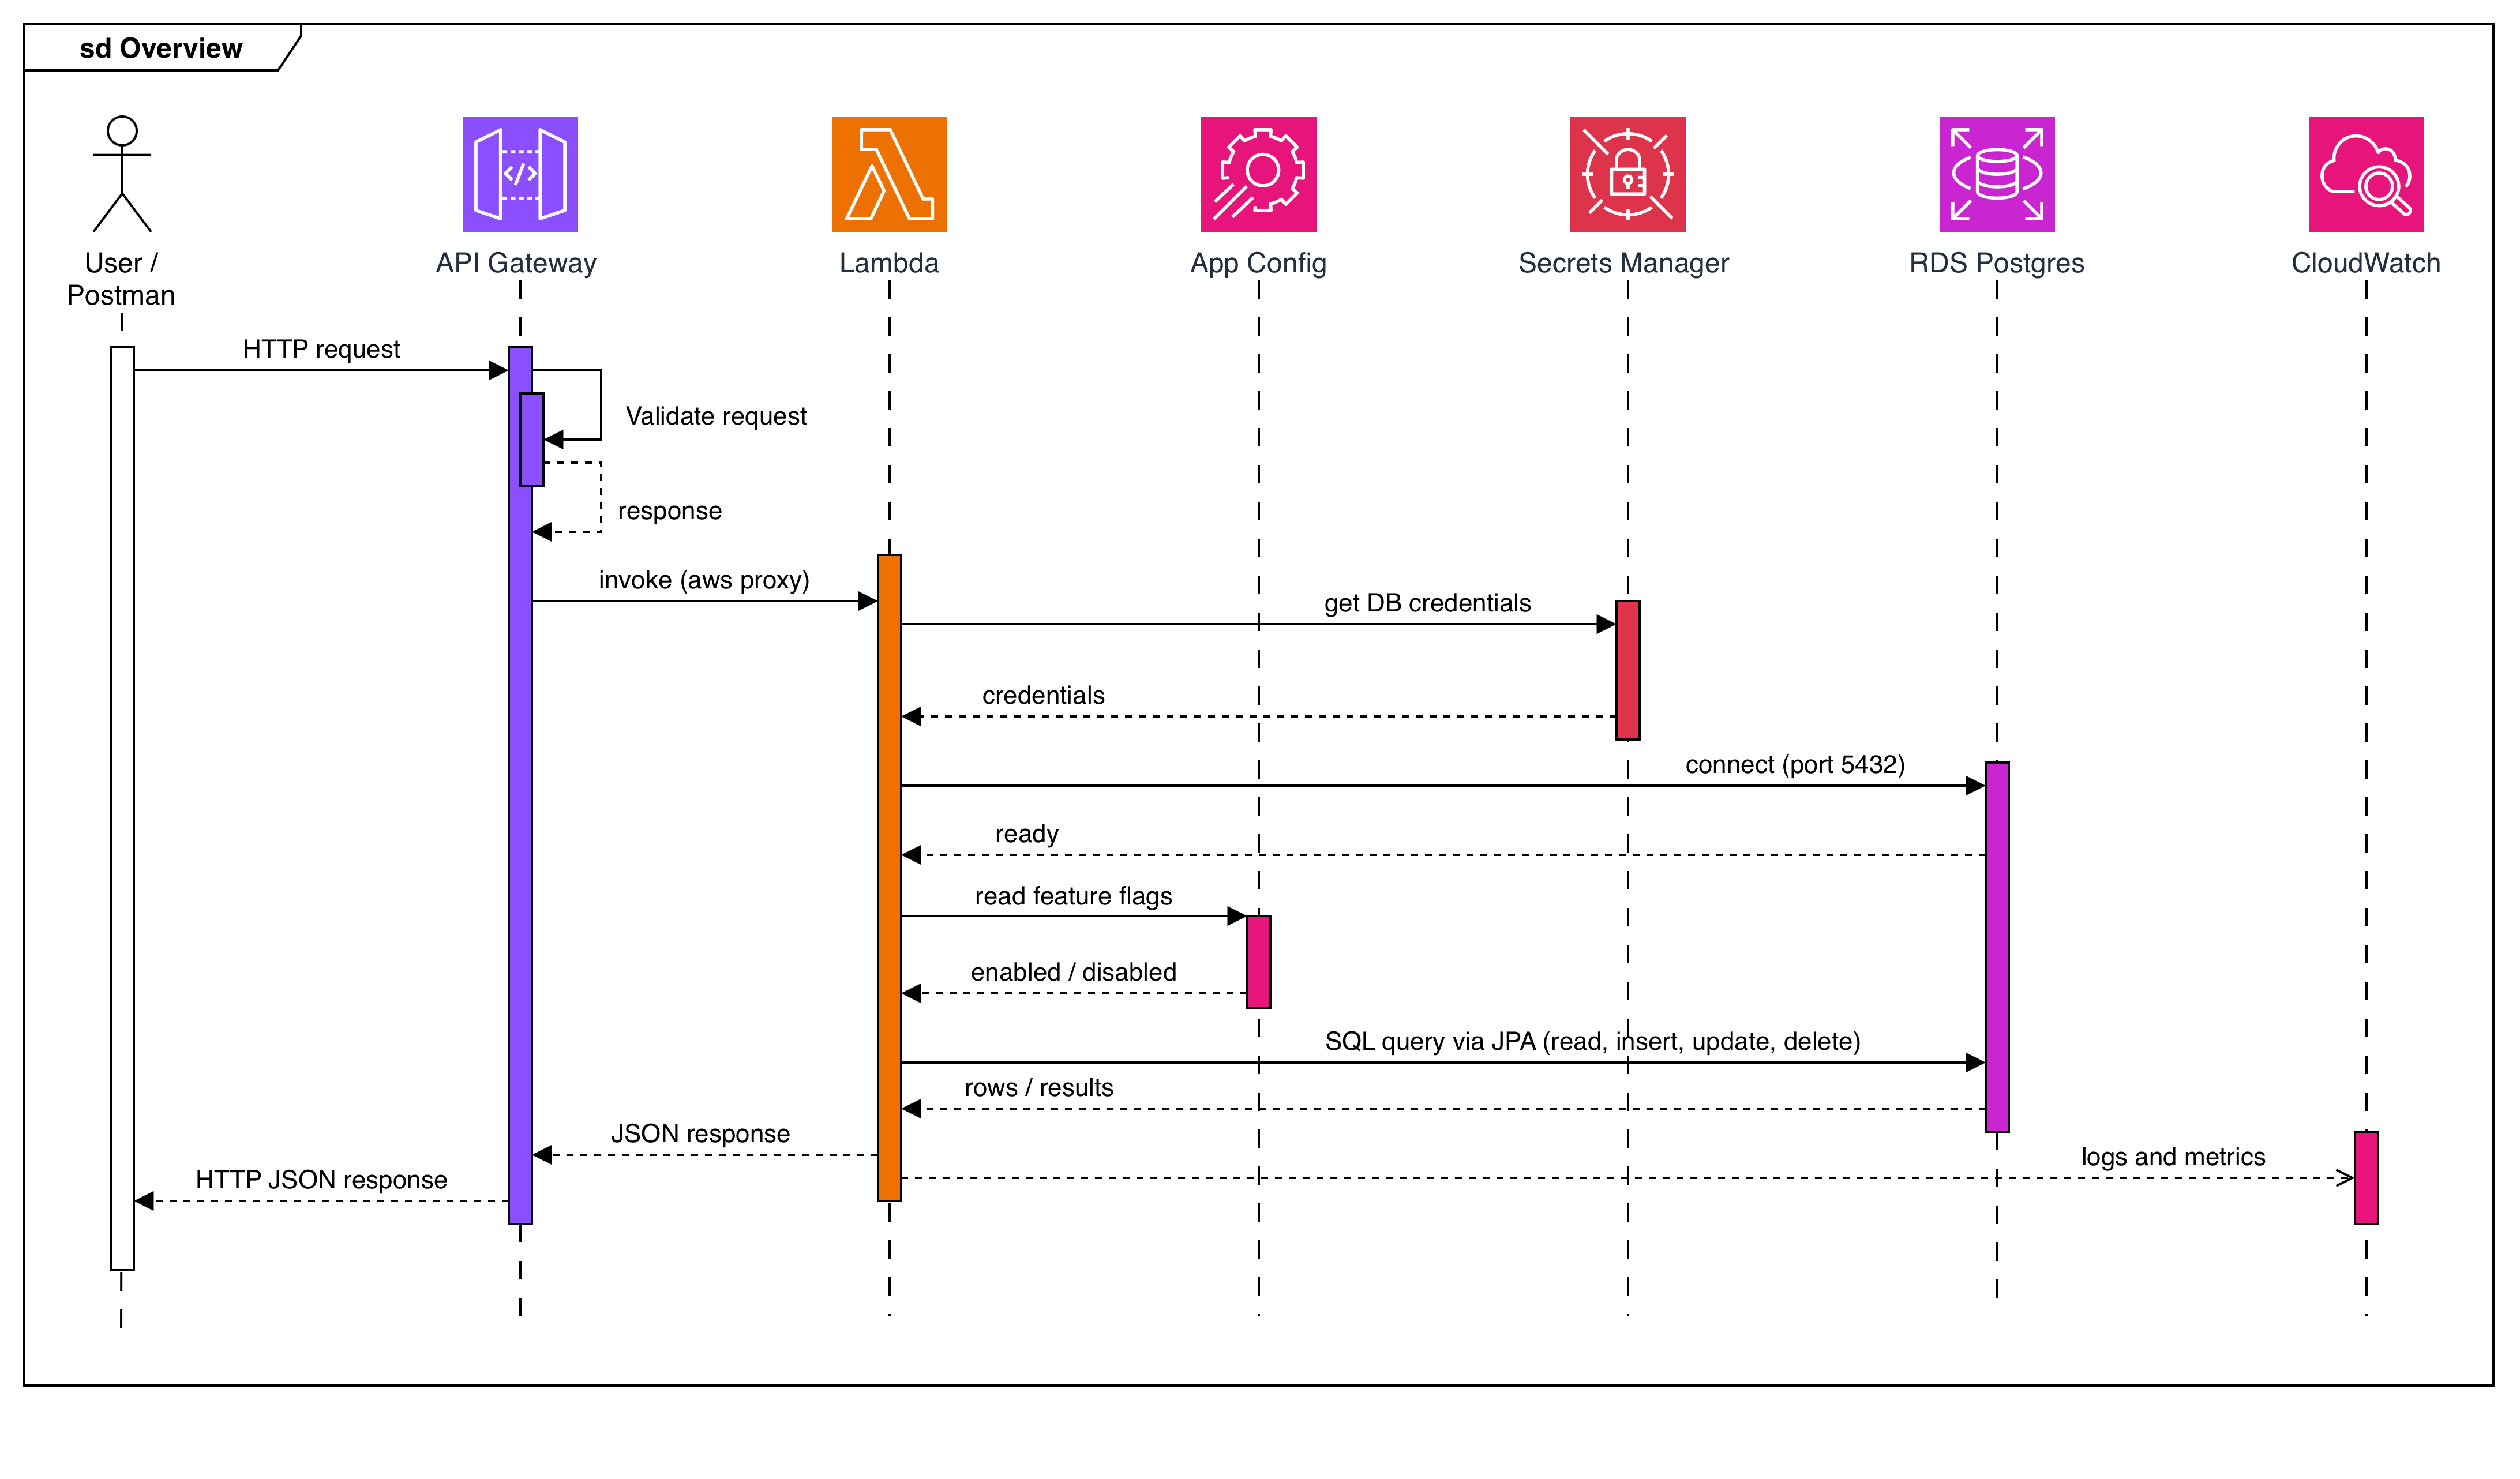 sd Overview
User /
Postman
API Gateway
Lambda
App Config
Secrets Manager
RDS Postgres
CloudWatch
HTTP request
Validate request
response
invoke (aws proxy)
get DB credentials
credentials
connect (port 5432)
ready
read feature flags
enabled / disabled
SQL query via JPA (read, insert, update, delete)
rows / results
JSON response
logs and metrics
HTTP JSON response